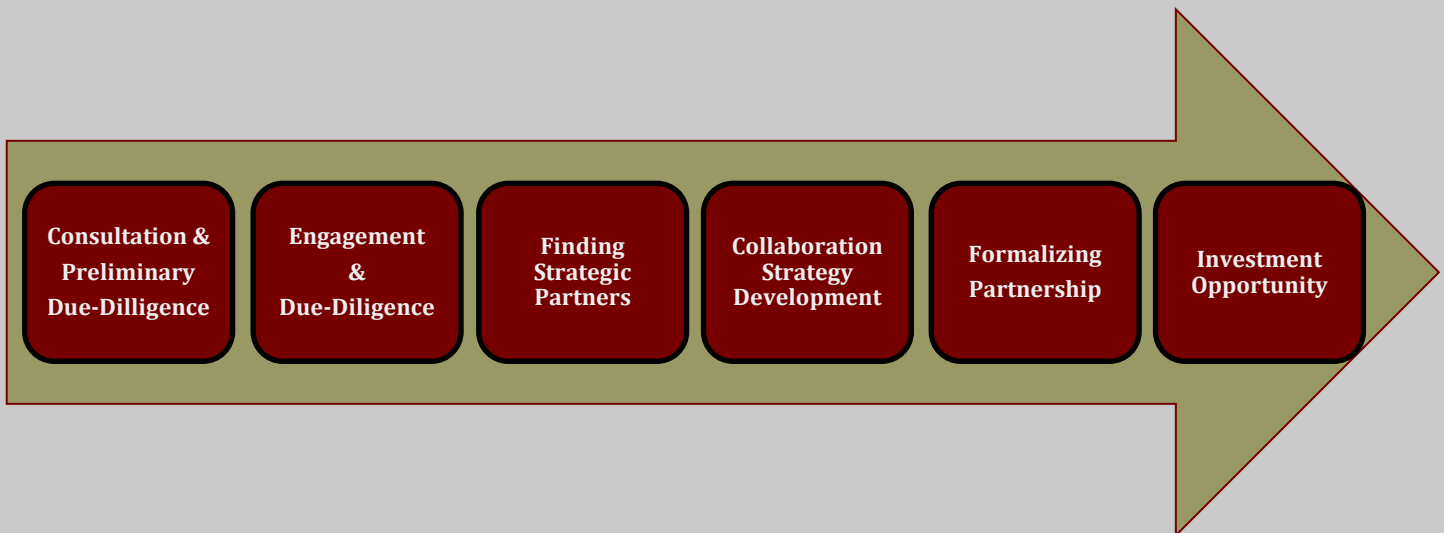 Consultation &
Preliminary
Due-Dilligence
Engagement
&
Due-Diligence
Finding
Strategic
Partners
Collaboration
Strategy
Development
Formalizing
Partnership
Investment
Opportunity